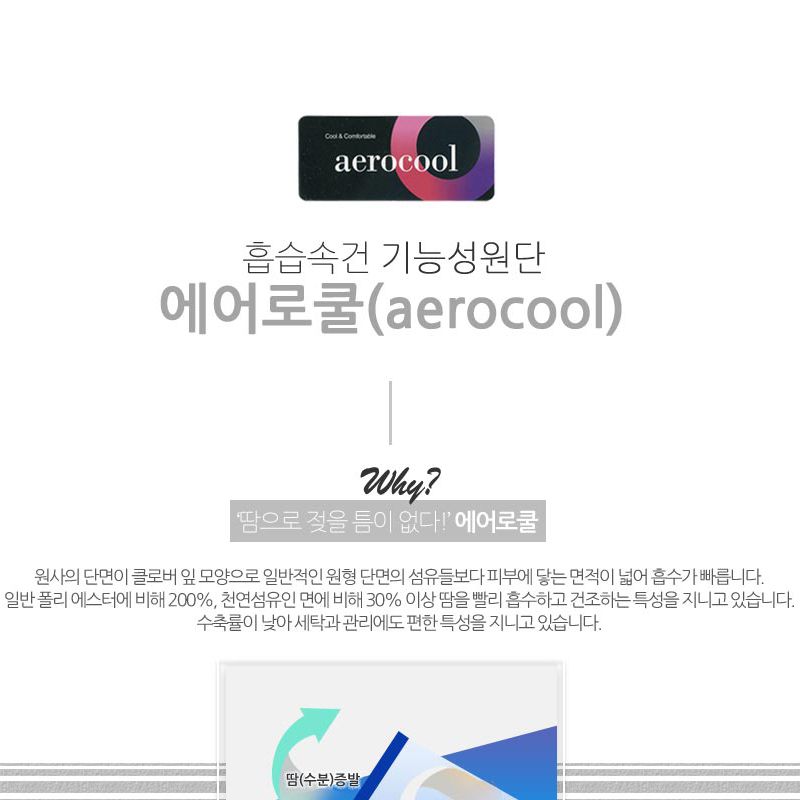 Cool & Comfortable
aerocool
흡습속건 기능성원단
에어로쿨(aerocool)
Why?
'땀으로 젖을 틈이 없다!' 에어로쿨
원사의 단면이 클로버 잎 모양으로 일반적인 원형 단면의 섬유들보다 피부에 닿는 면적이 넓어 흡수가 빠릅니다.
일반 폴리 에스터에 비해 200%, 천연섬유인 면에 비해 30% 이상 땀을 빨리 흡수하고 건조하는 특성을 지니고 있습니다.
수축률이 낮아 세탁과 관리에도 편한 특성을 지니고 있습니다.
땀(수분)증발